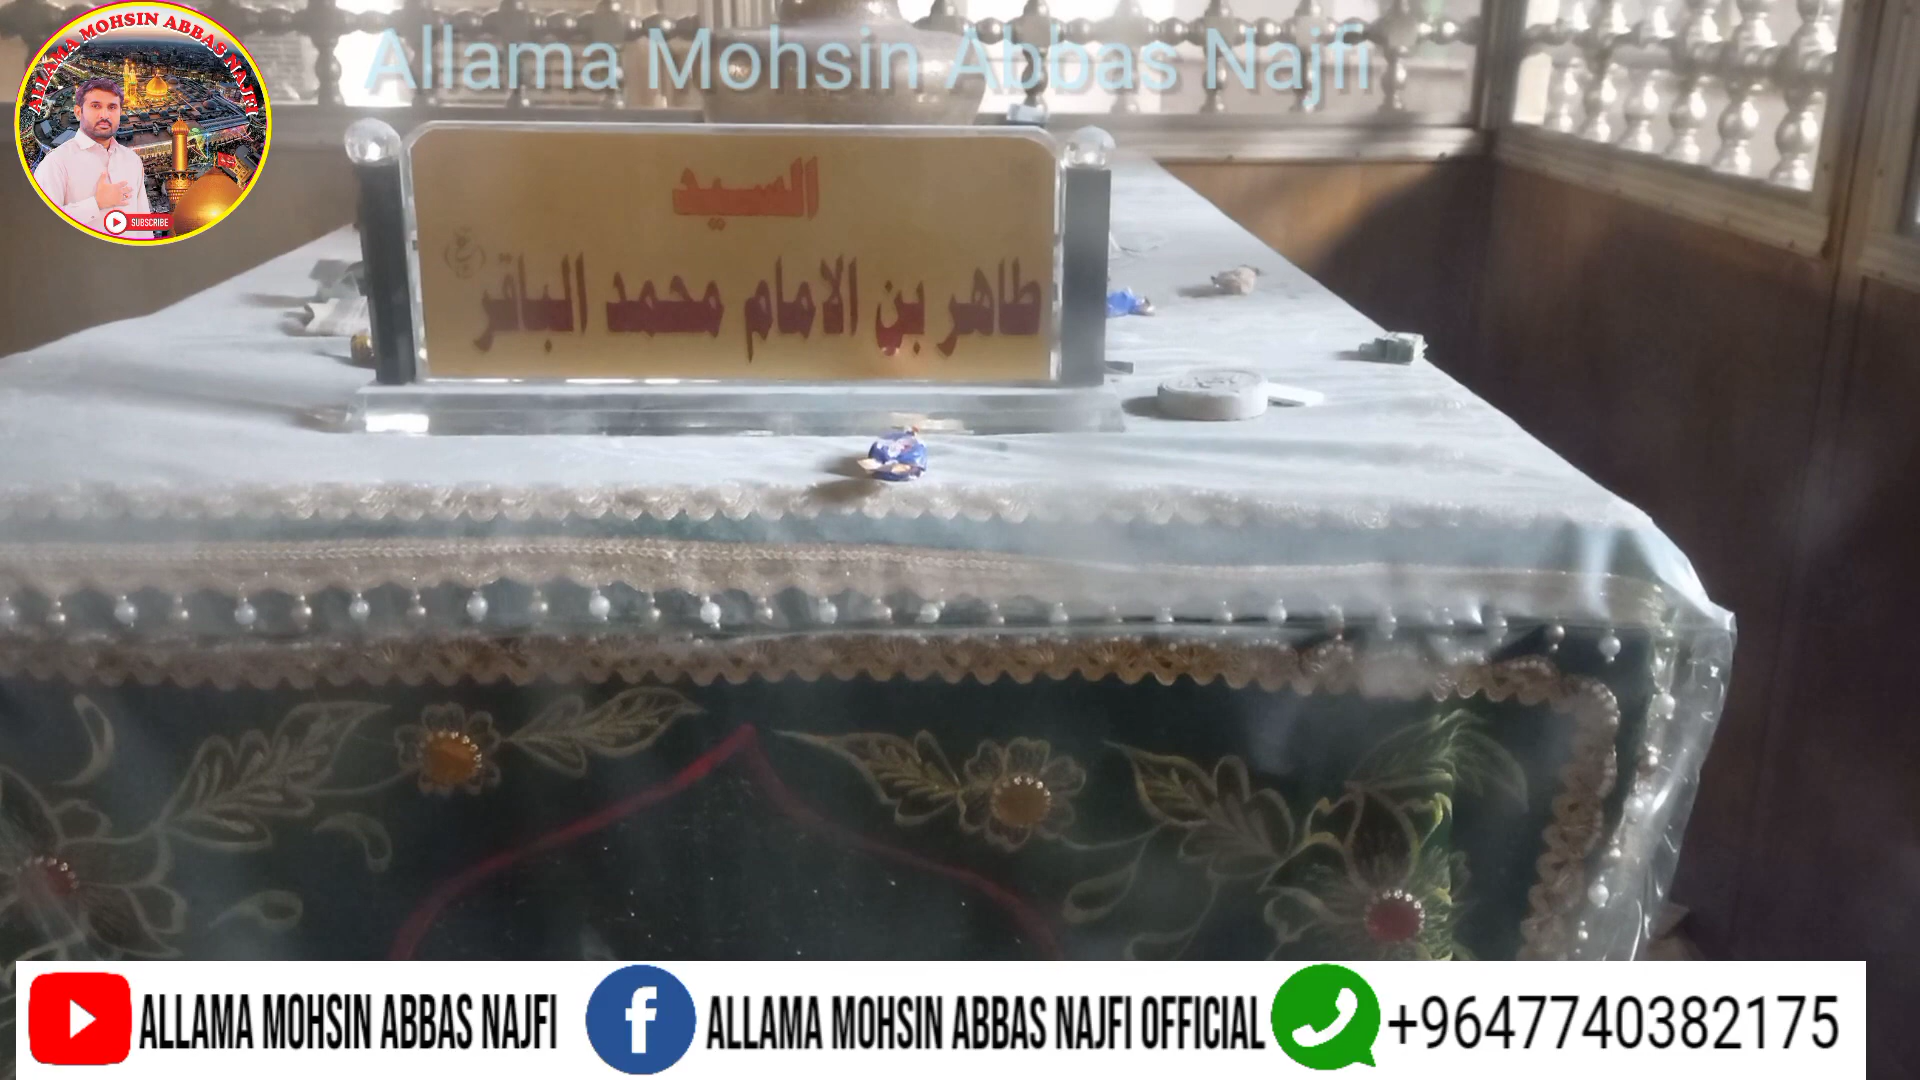 ALLAMA MOHSIN ABBAS NAJFI
SUBSCRIBE
Allama Mohsin Abbas Najfi
السيد
طاهر بن الامام محمد الباقر
ALLAMA MOHSIN ABBAS NAJFI
ALLAMA MOHSIN ABBAS NAJFI OFFICIAL
+9647740382175